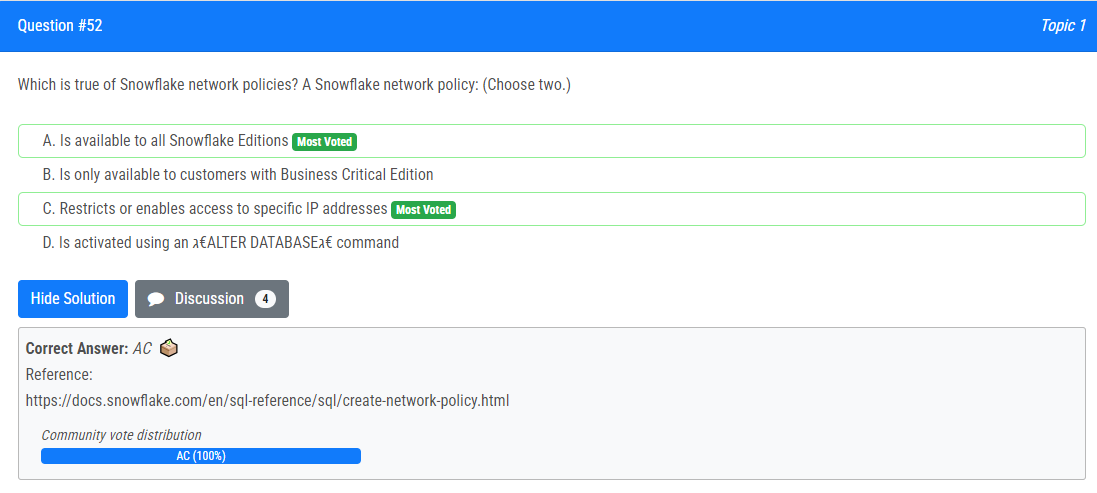 Question #52
Topic 1
Which is true of Snowflake network policies? A Snowflake network policy: (Choose two.)
A. Is available to all Snowflake Editions Most Voted
B. Is only available to customers with Business Critical Edition
C. Restricts or enables access to specific IP addresses Most Voted
D. Is activated using an ג€ALTER DATABASEג€ command
Hide Solution
Discussion 4
Correct Answer: AC
Reference:
https://docs.snowflake.com/en/sql-reference/sql/create-network-policy.html
Community vote distribution
AC (100%)